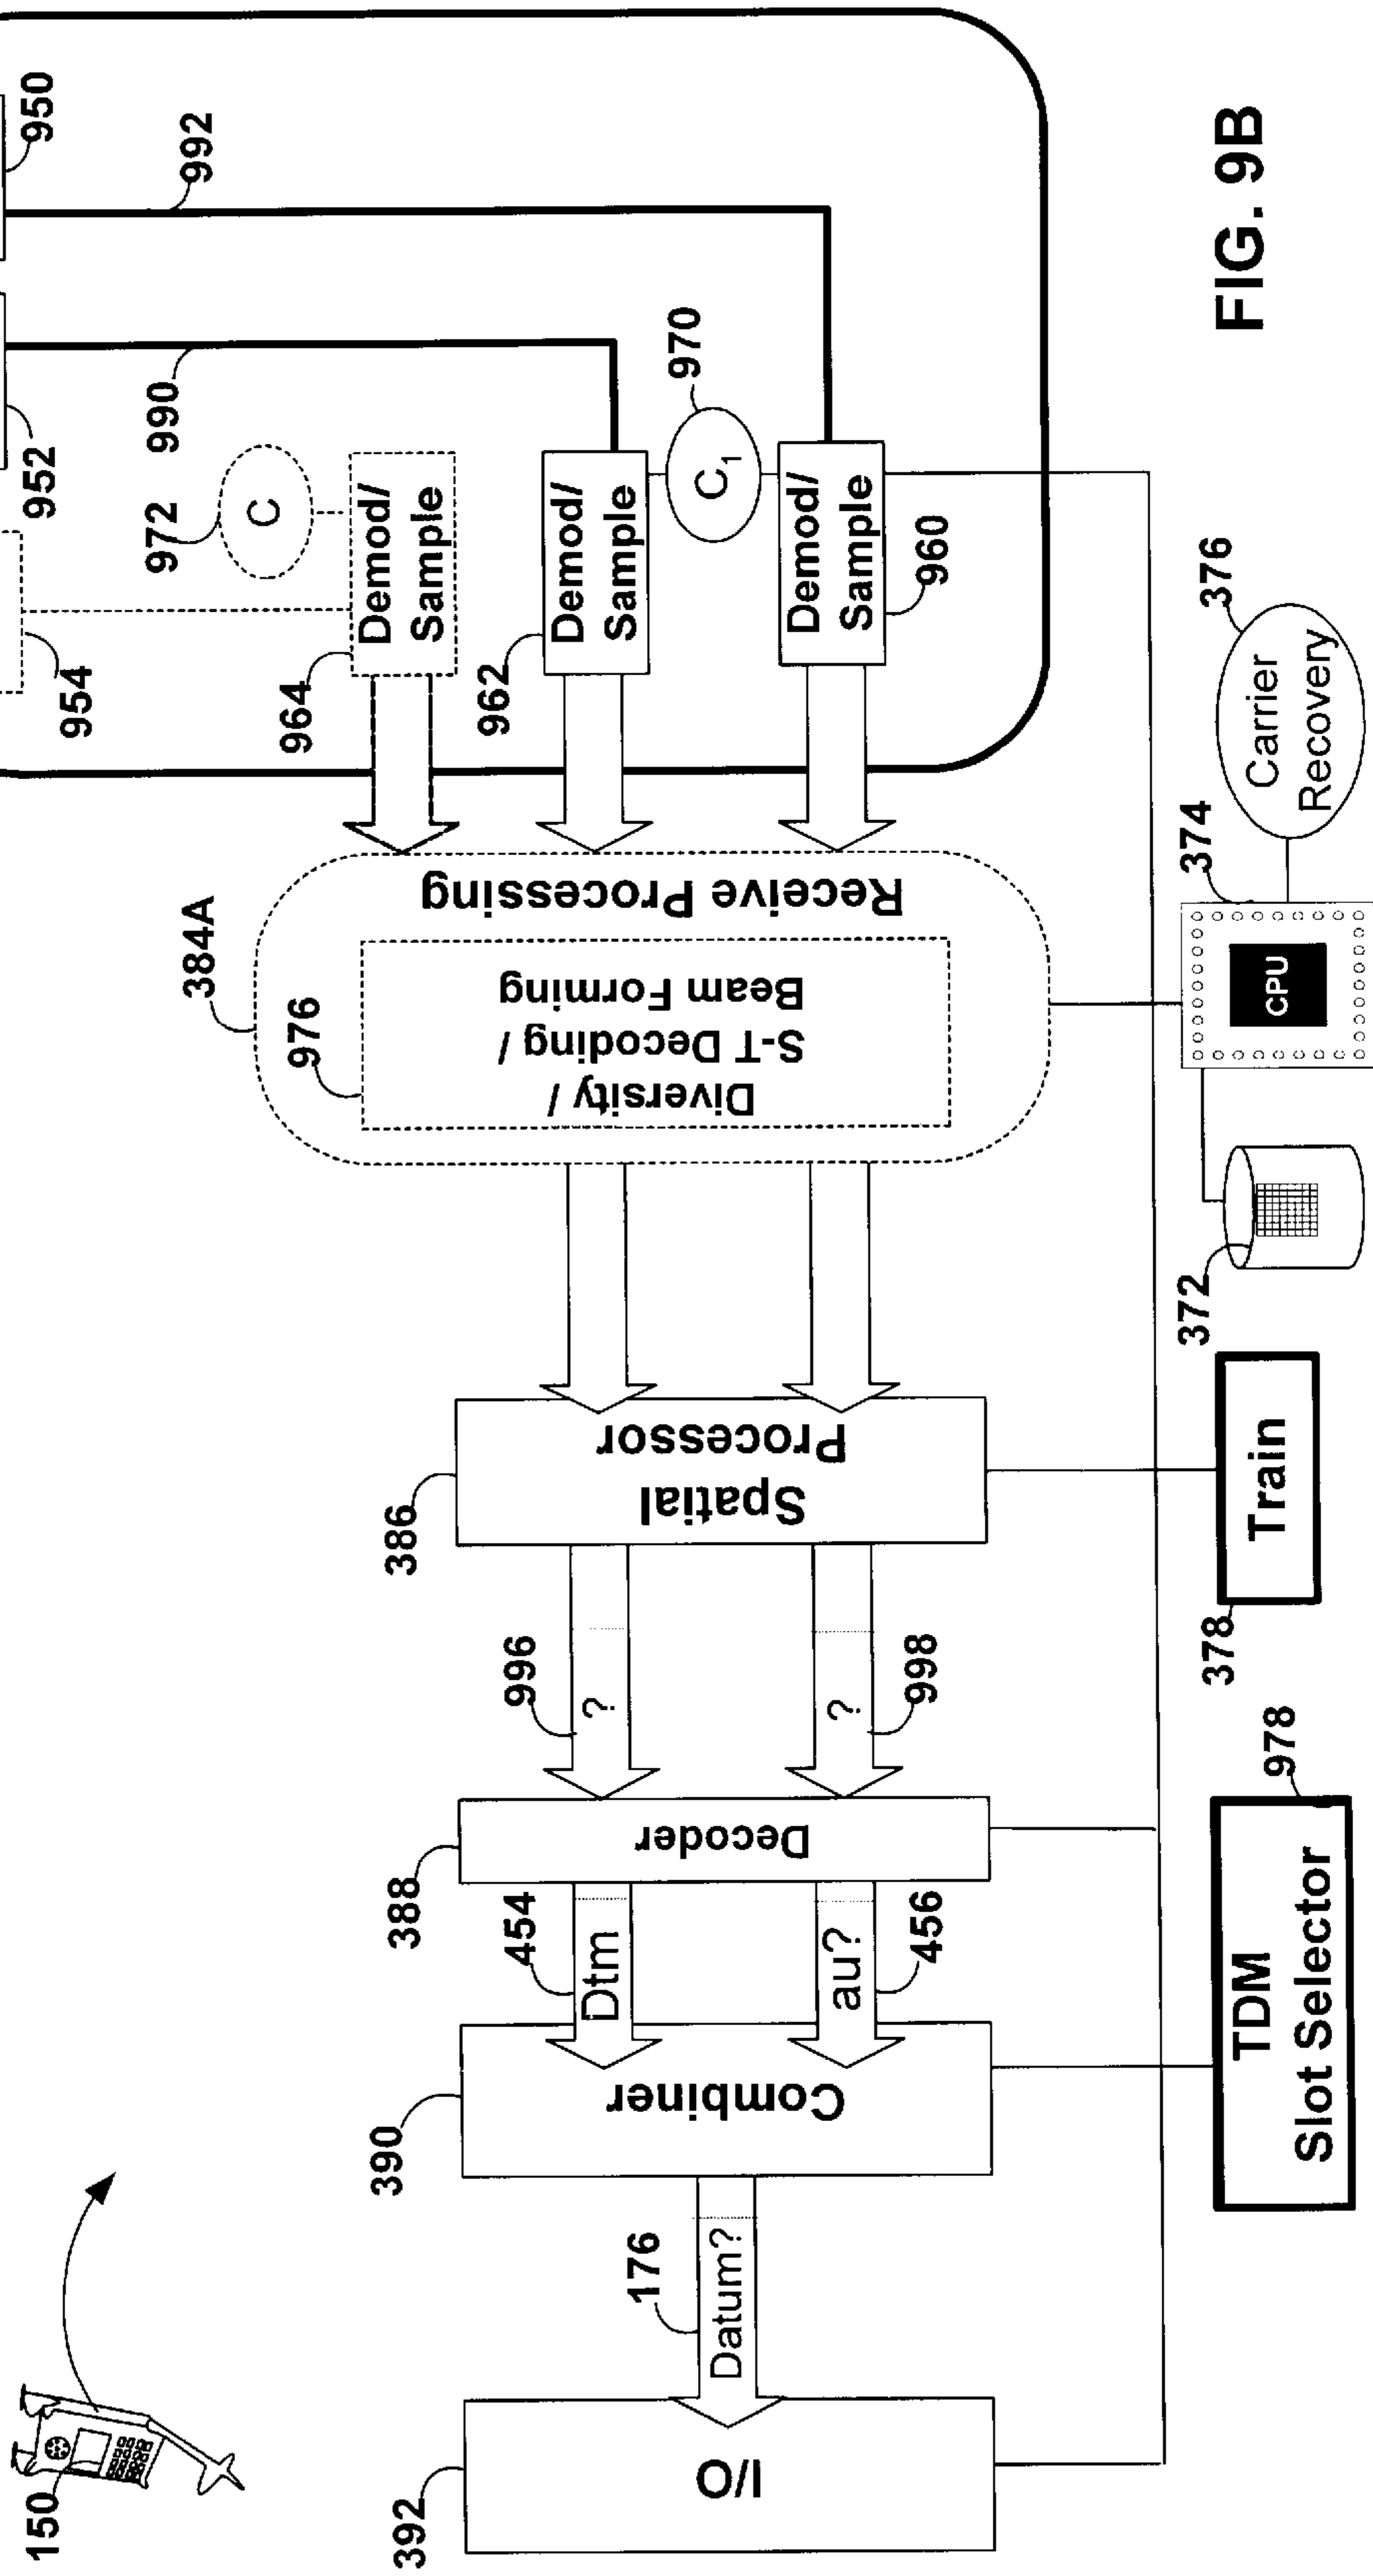 150
392
I/O
176
Datum?
390
Combiner
454
Dtm
456
au?
388
Decoder
996
?
998
?
386
Spatial
Processor
384A
976
Diversity /
S-T Decoding /
Beam Forming
Receive Processing
964
Demod/
Sample
962
Demod/
Sample
960
Demod/
Sample
972
C
970
C1
954
952
950
990
992
978
TDM
Slot Selector
378
Train
372
374
CPU
376
Carrier
Recovery
FIG. 9B